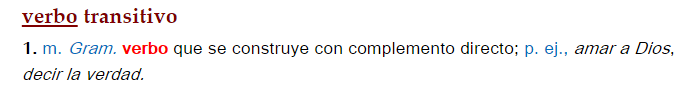 verbo transitivo
1. m. Gram. verbo que se construye con complemento directo; p. ej., amar a Dios,
decir la verdad.